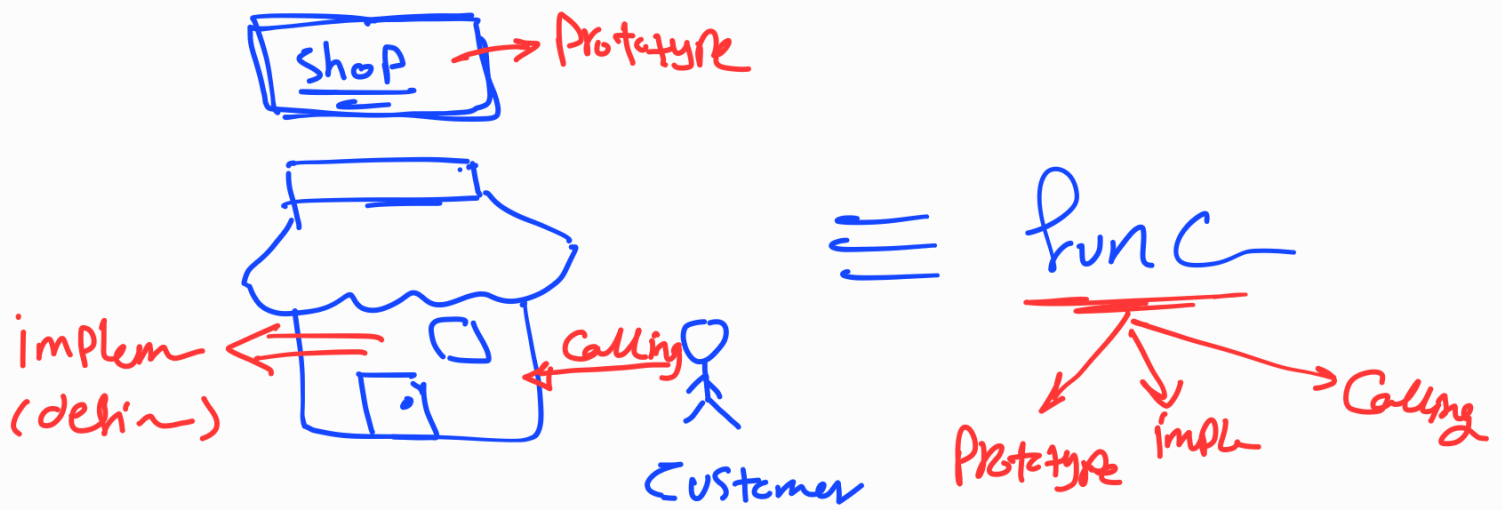 shop
Prototype
func
implem
(defin)
Calling
Calling
Prototype
impl
Customer